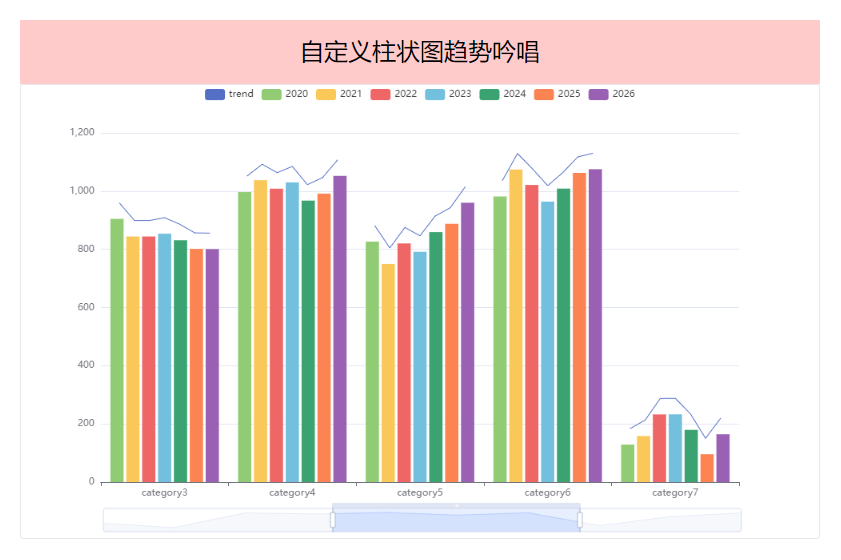 自定义柱状图趋势吟唱
trend 2020 2021 2022 2023 2024 2025 2026
1,200
1,000
800
600
400
200
0
category3 category4 category5 category6 category7